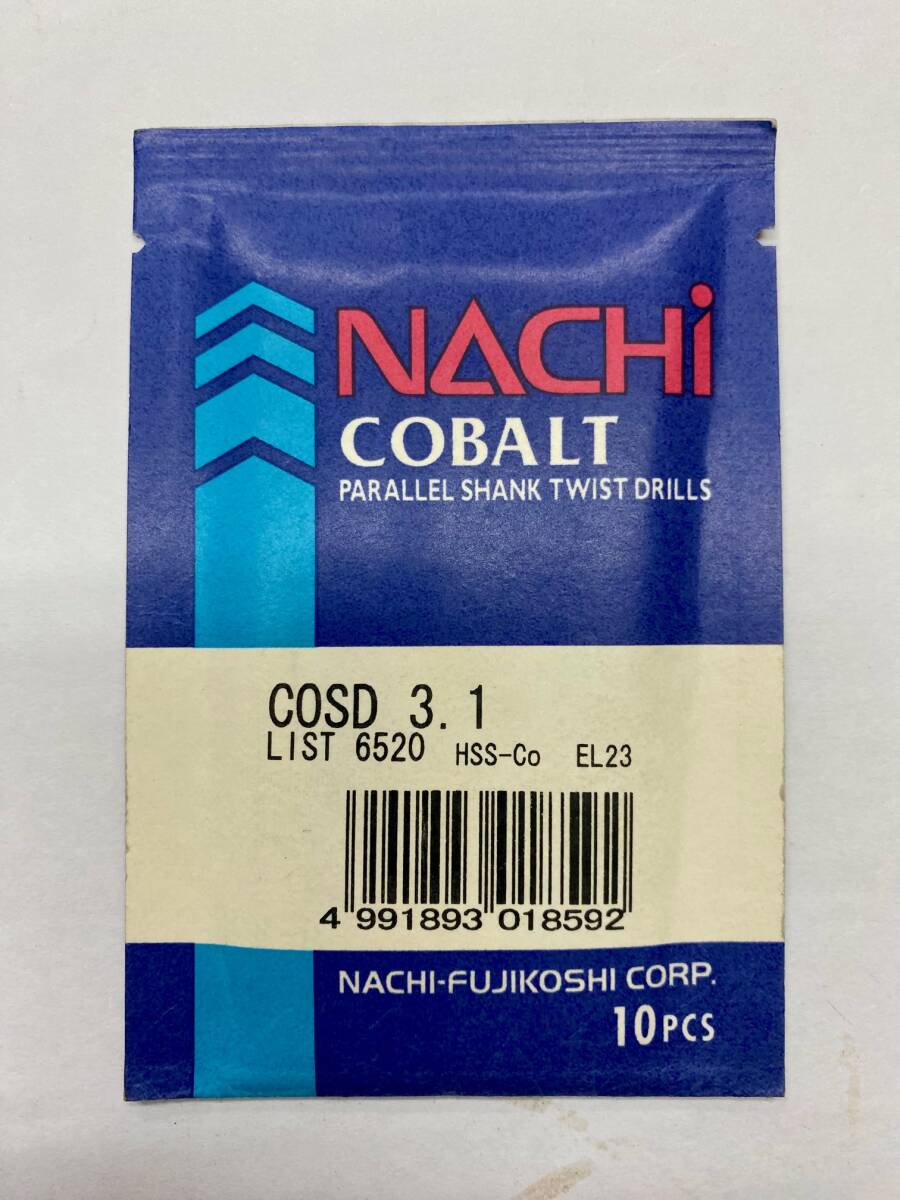 NACHi
COBALT
PARALLEL SHANK TWIST DRILLS
COSD 3.1
LIST 6520 HSS-Co EL23
4 991893 018592
NACHI-FUJIKOSHI CORP.
10PCS